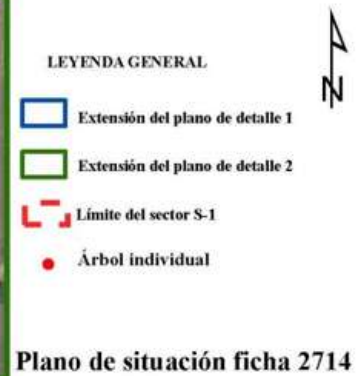 N
LEYENDA GENERAL
Extensión del plano de detalle 1
Extensión del plano de detalle 2
Límite del sector S-1
Árbol individual
Plano de situación ficha 2714